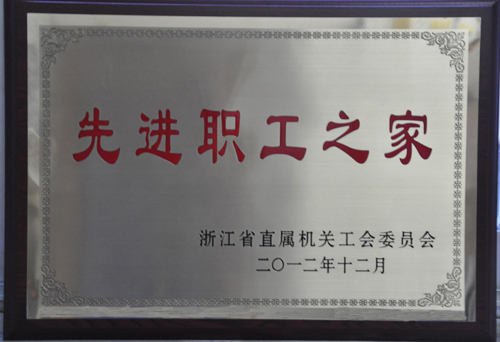 先进职工之家
浙江省直属机关工会委员会
二〇一二年十二月